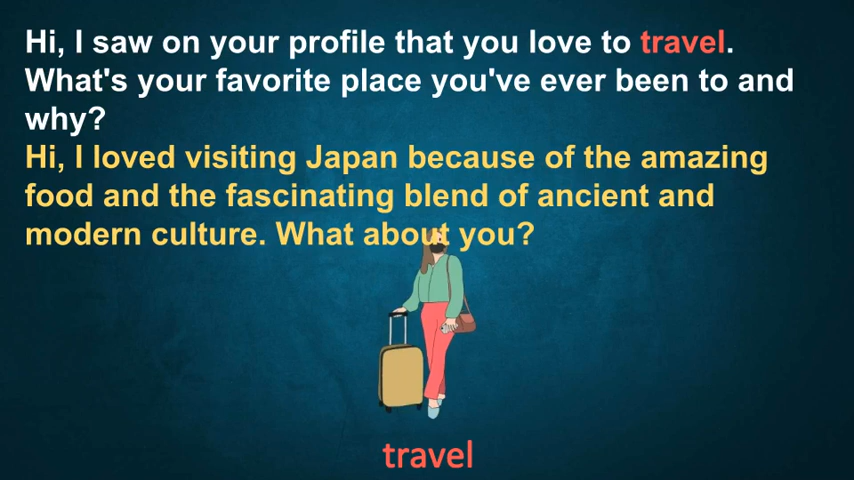 Hi, I saw on your profile that you love to travel.
What's your favorite place you've ever been to and
why?
Hi, I loved visiting Japan because of the amazing
food and the fascinating blend of ancient and
modern culture. What about you?
travel